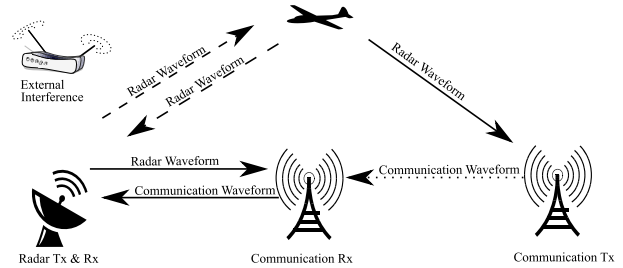 Radar Waveform
Radar Waveform
Radar Waveform
External
Interference
Radar Waveform
Communication Waveform
Communication Waveform
Radar Tx & Rx
Communication Rx
Communication Tx